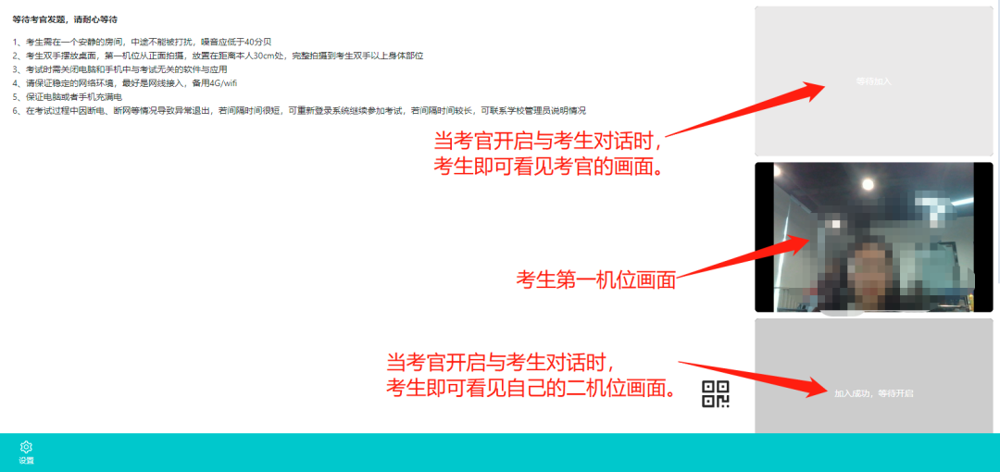 等待考官发题，请耐心等待
1、考生需在一个安静的房间，中途不能被打扰，噪音应低于40分贝
2、考生双手摆放桌面，第一机位从正面拍摄，放置在距离本人30cm处，完整拍摄到考生双手以上身体部位
3、考试时需关闭电脑和手机中与考试无关的软件与应用
4、请保证稳定的网络环境，最好是网线接入，备用4G/wifi
5、保证电脑或者手机充满电
6、在考试过程中因断电、断网等情况导致异常退出，若间隔时间很短，可重新登录系统继续参加考试，若间隔时间较长，可联系学校管理员说明情况
等待加入
当考官开启与考生对话时，
考生即可看见考官的画面。
考生第一机位画面
当考官开启与考生对话时，
考生即可看见自己的二机位画面。
加入成功，等待开启
设置